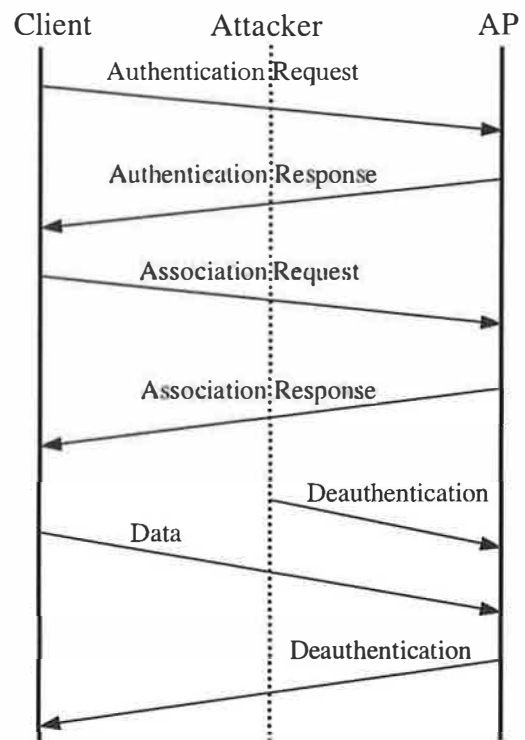 Client Attacker AP
Authentication Request
Authentication Response
Association Request
Association Response
Deauthentication
Data
Deauthentication